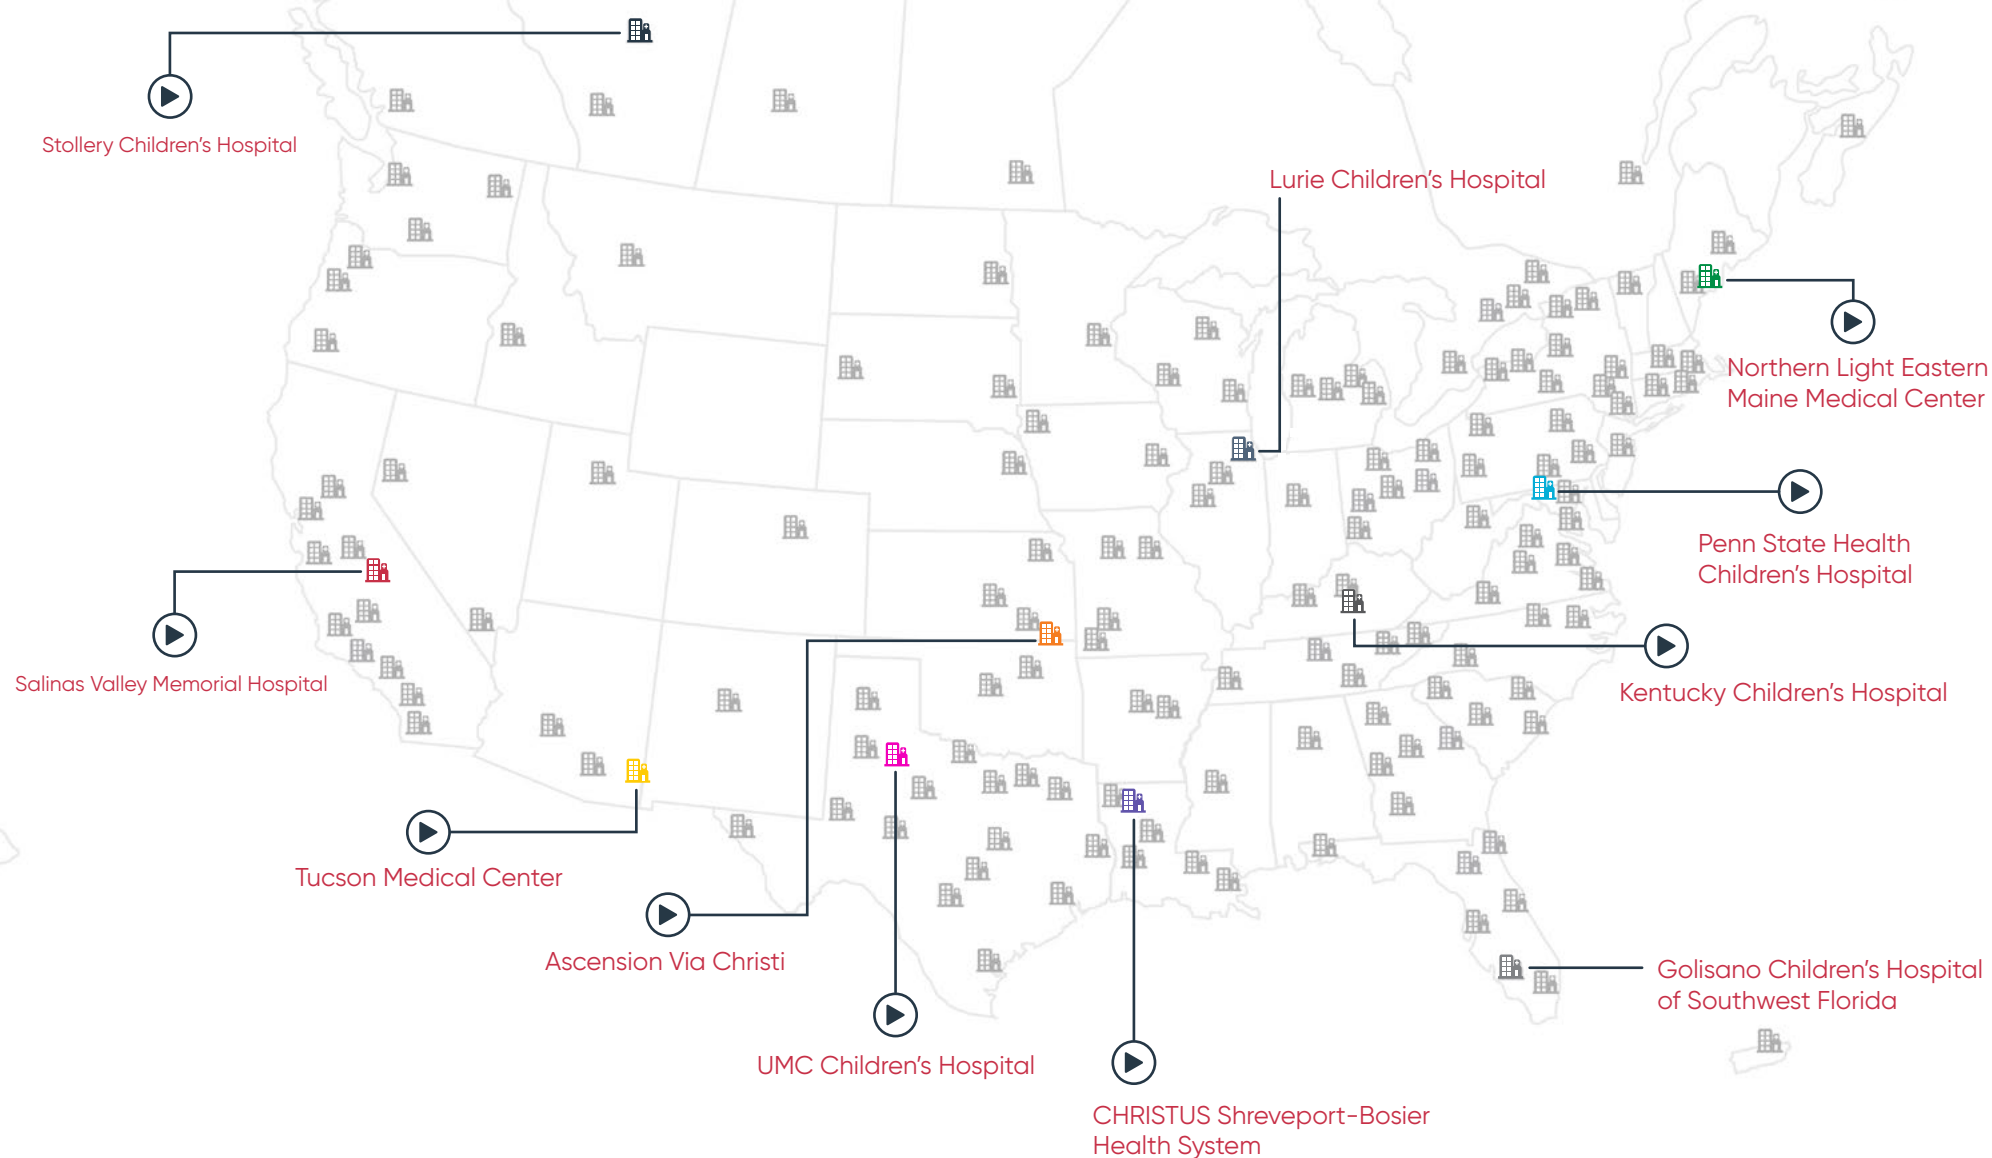 Stollery Children's Hospital
Lurie Children's Hospital
Northern Light Eastern
Maine Medical Center
Penn State Health
Children's Hospital
Salinas Valley Memorial Hospital
Kentucky Children's Hospital
Tucson Medical Center
Ascension Via Christi
Golisano Children's Hospital
of Southwest Florida
UMC Children's Hospital
CHRISTUS Shreveport-Bosier
Health System